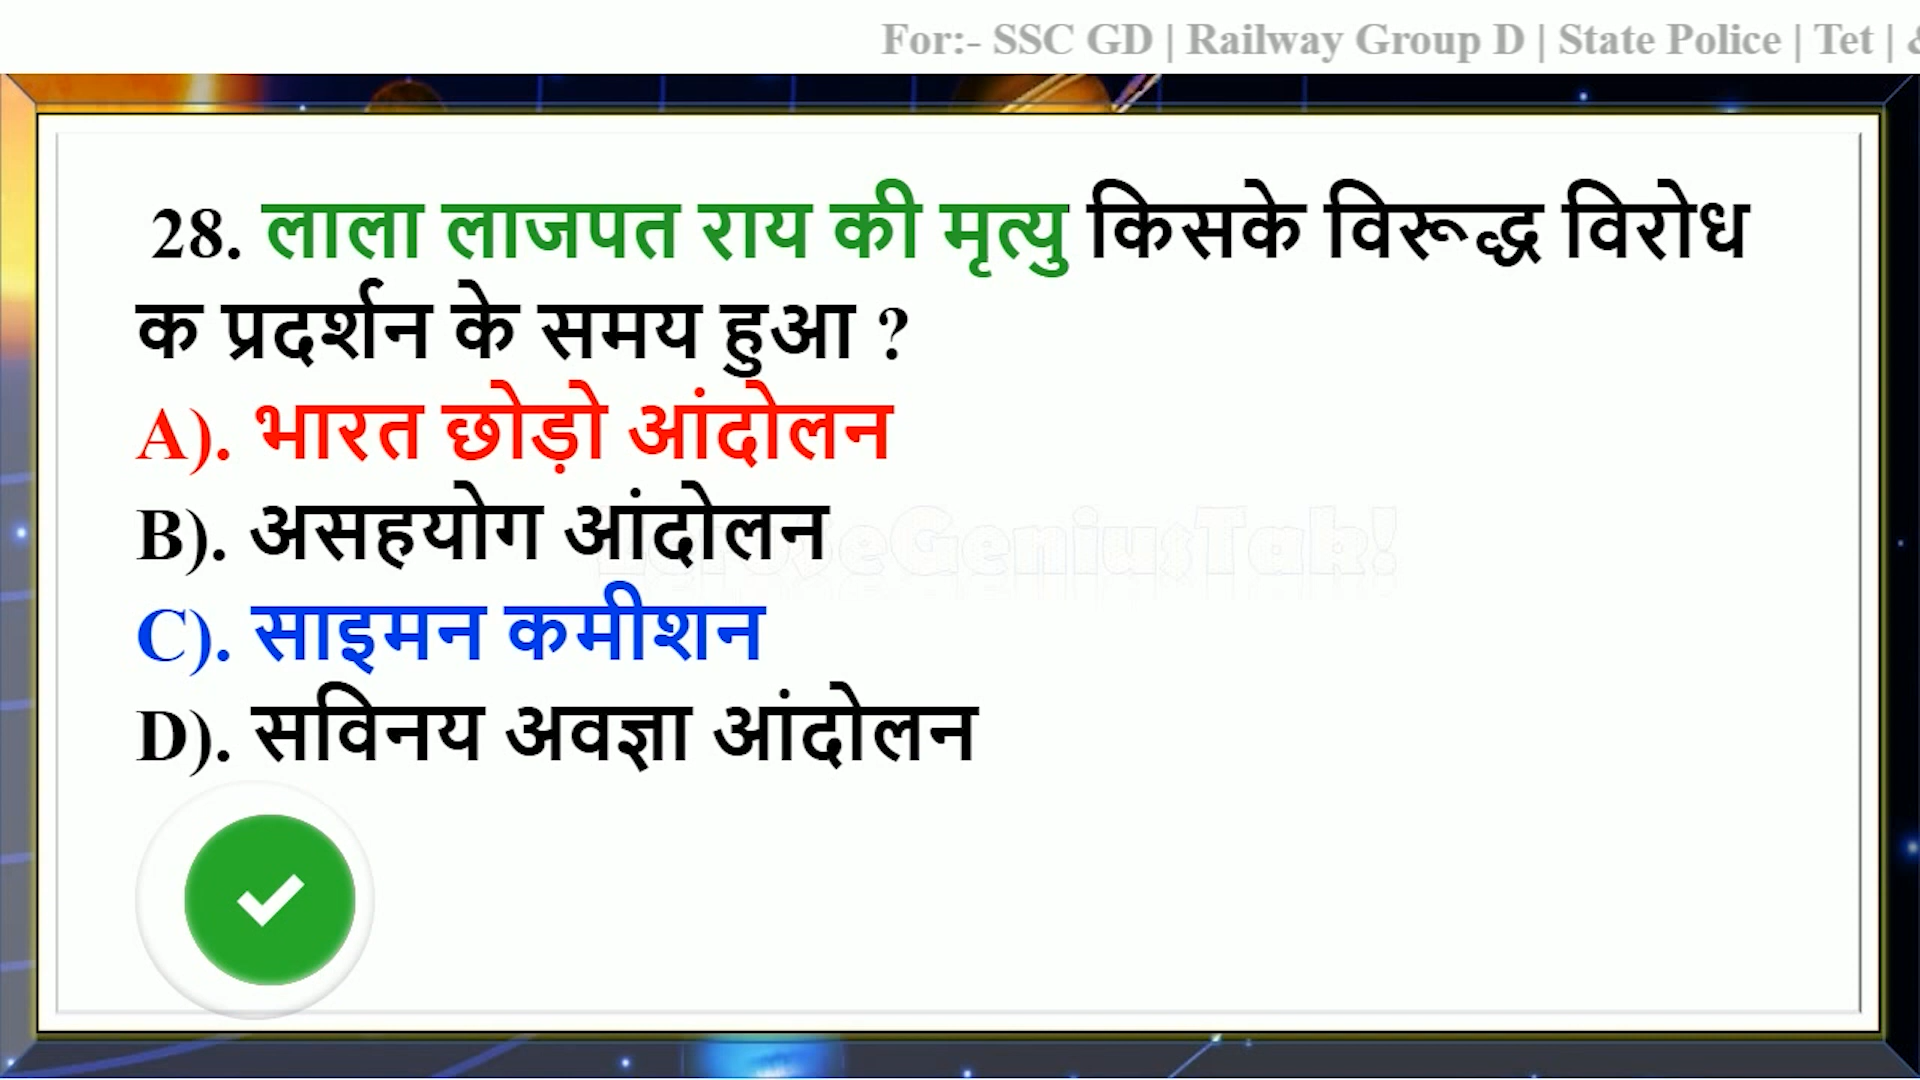 For:- SSC GD | Railway Group D | State Police | Tet |
28. लाला लाजपत राय की मृत्यु किसके विरूद्ध विरोध
क प्रदर्शन के समय हुआ ?
A). भारत छोड़ो आंदोलन
B). असहयोग आंदोलन
GeniusTak!
C). साइमन कमीशन
D). सविनय अवज्ञा आंदोलन